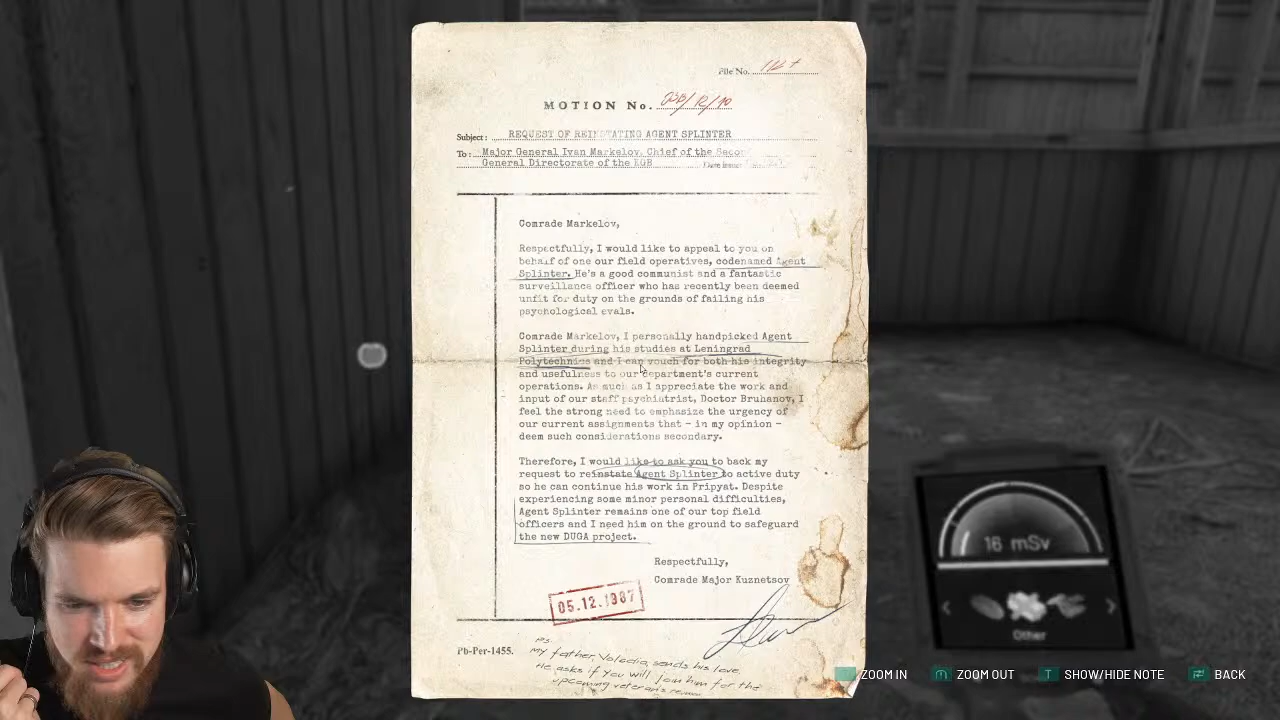 File No.
MOTION No.
Subject: REQUEST OF REINSTATING AGENT SPLINTER
To: Major General Ivan Markelov, Chief of the Secon
General Directorate of the KGB
Comrade Markelov,
Respectfully, I would like to appeal to you on
behalf of one our field operatives, codenamed Agent
Splinter. He's a good communist and a fantastic
surveillance officer who has recently been deemed
unfit for duty on the grounds of failing his
psychological evals.
Comrade Markelov, I personally handpicked Agent
Splinter during his studies at Leningrad
Polytechnics and I can vouch for both his integrity
and usefulness to our department's current
operations. As much as I appreciate the work and
input of our staff psychiatrist, Doctor Bruhanov, I
feel the strong need to emphasize the urgency of
our current assignments that - in my opinion -
deem such considerations secondary.
Therefore, I would like to ask you to back my
request to reinstate Agent Splinter to active duty
so he can continue his work in Pripyat. Despite
experiencing some minor personal difficulties,
Agent Splinter remains one of our top field
officers and I need him on the ground to safeguard
the new DUGA project.
Respectfully,
Comrade Major Kuznetsov
05.12.1987
Pb-Per-1455.
PS.
My father, Volodia, sends his love.
He asks if you will join him for the
upcoming veteran's
16 mSv
Other
ZOOM IN
ZOOM OUT
T SHOW/HIDE NOTE
BACK